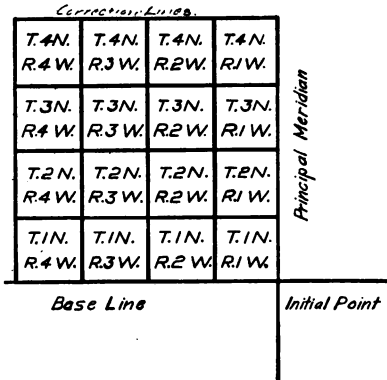 Correction Lines.
T.4N. T.4N. T.4N. T.4N.
R.4W. R.3W. R.2W. R.1W.
T.3N. T.3N. T.3N. T.3N.
R.4W. R.3W. R.2W. R.1W.
T.2N. T.2N. T.2N. T.2N.
R.4W. R.3W. R.2W. R.1W.
T.1N. T.1N. T.1N. T.1N.
R.4W. R.3W. R.2W. R.1W.
Principal Meridian
Base Line Initial Point